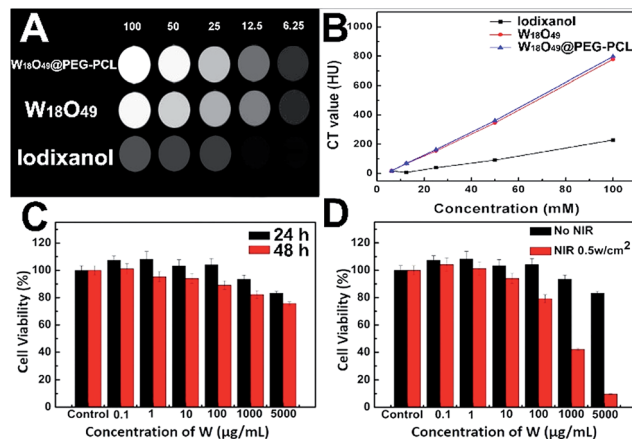 A
100 50 25 12.5 6.25
W18O49@PEG-PCL
W18O49
Iodixanol
B
Iodixanol
W18O49
W18O49@PEG-PCL
CT value (HU)
1000
800
600
400
200
0
20 40 60 80 100
Concentration (mM)
C
24 h
48 h
Cell Viability (%)
120
100
80
60
40
20
0
Control 0.1 1 10 100 1000 5000
Concentration of W (µg/mL)
D
No NIR
NIR 0.5w/cm2
Cell Viability (%)
120
100
80
60
40
20
0
Control 0.1 1 10 100 1000 5000
Concentration of W (µg/mL)